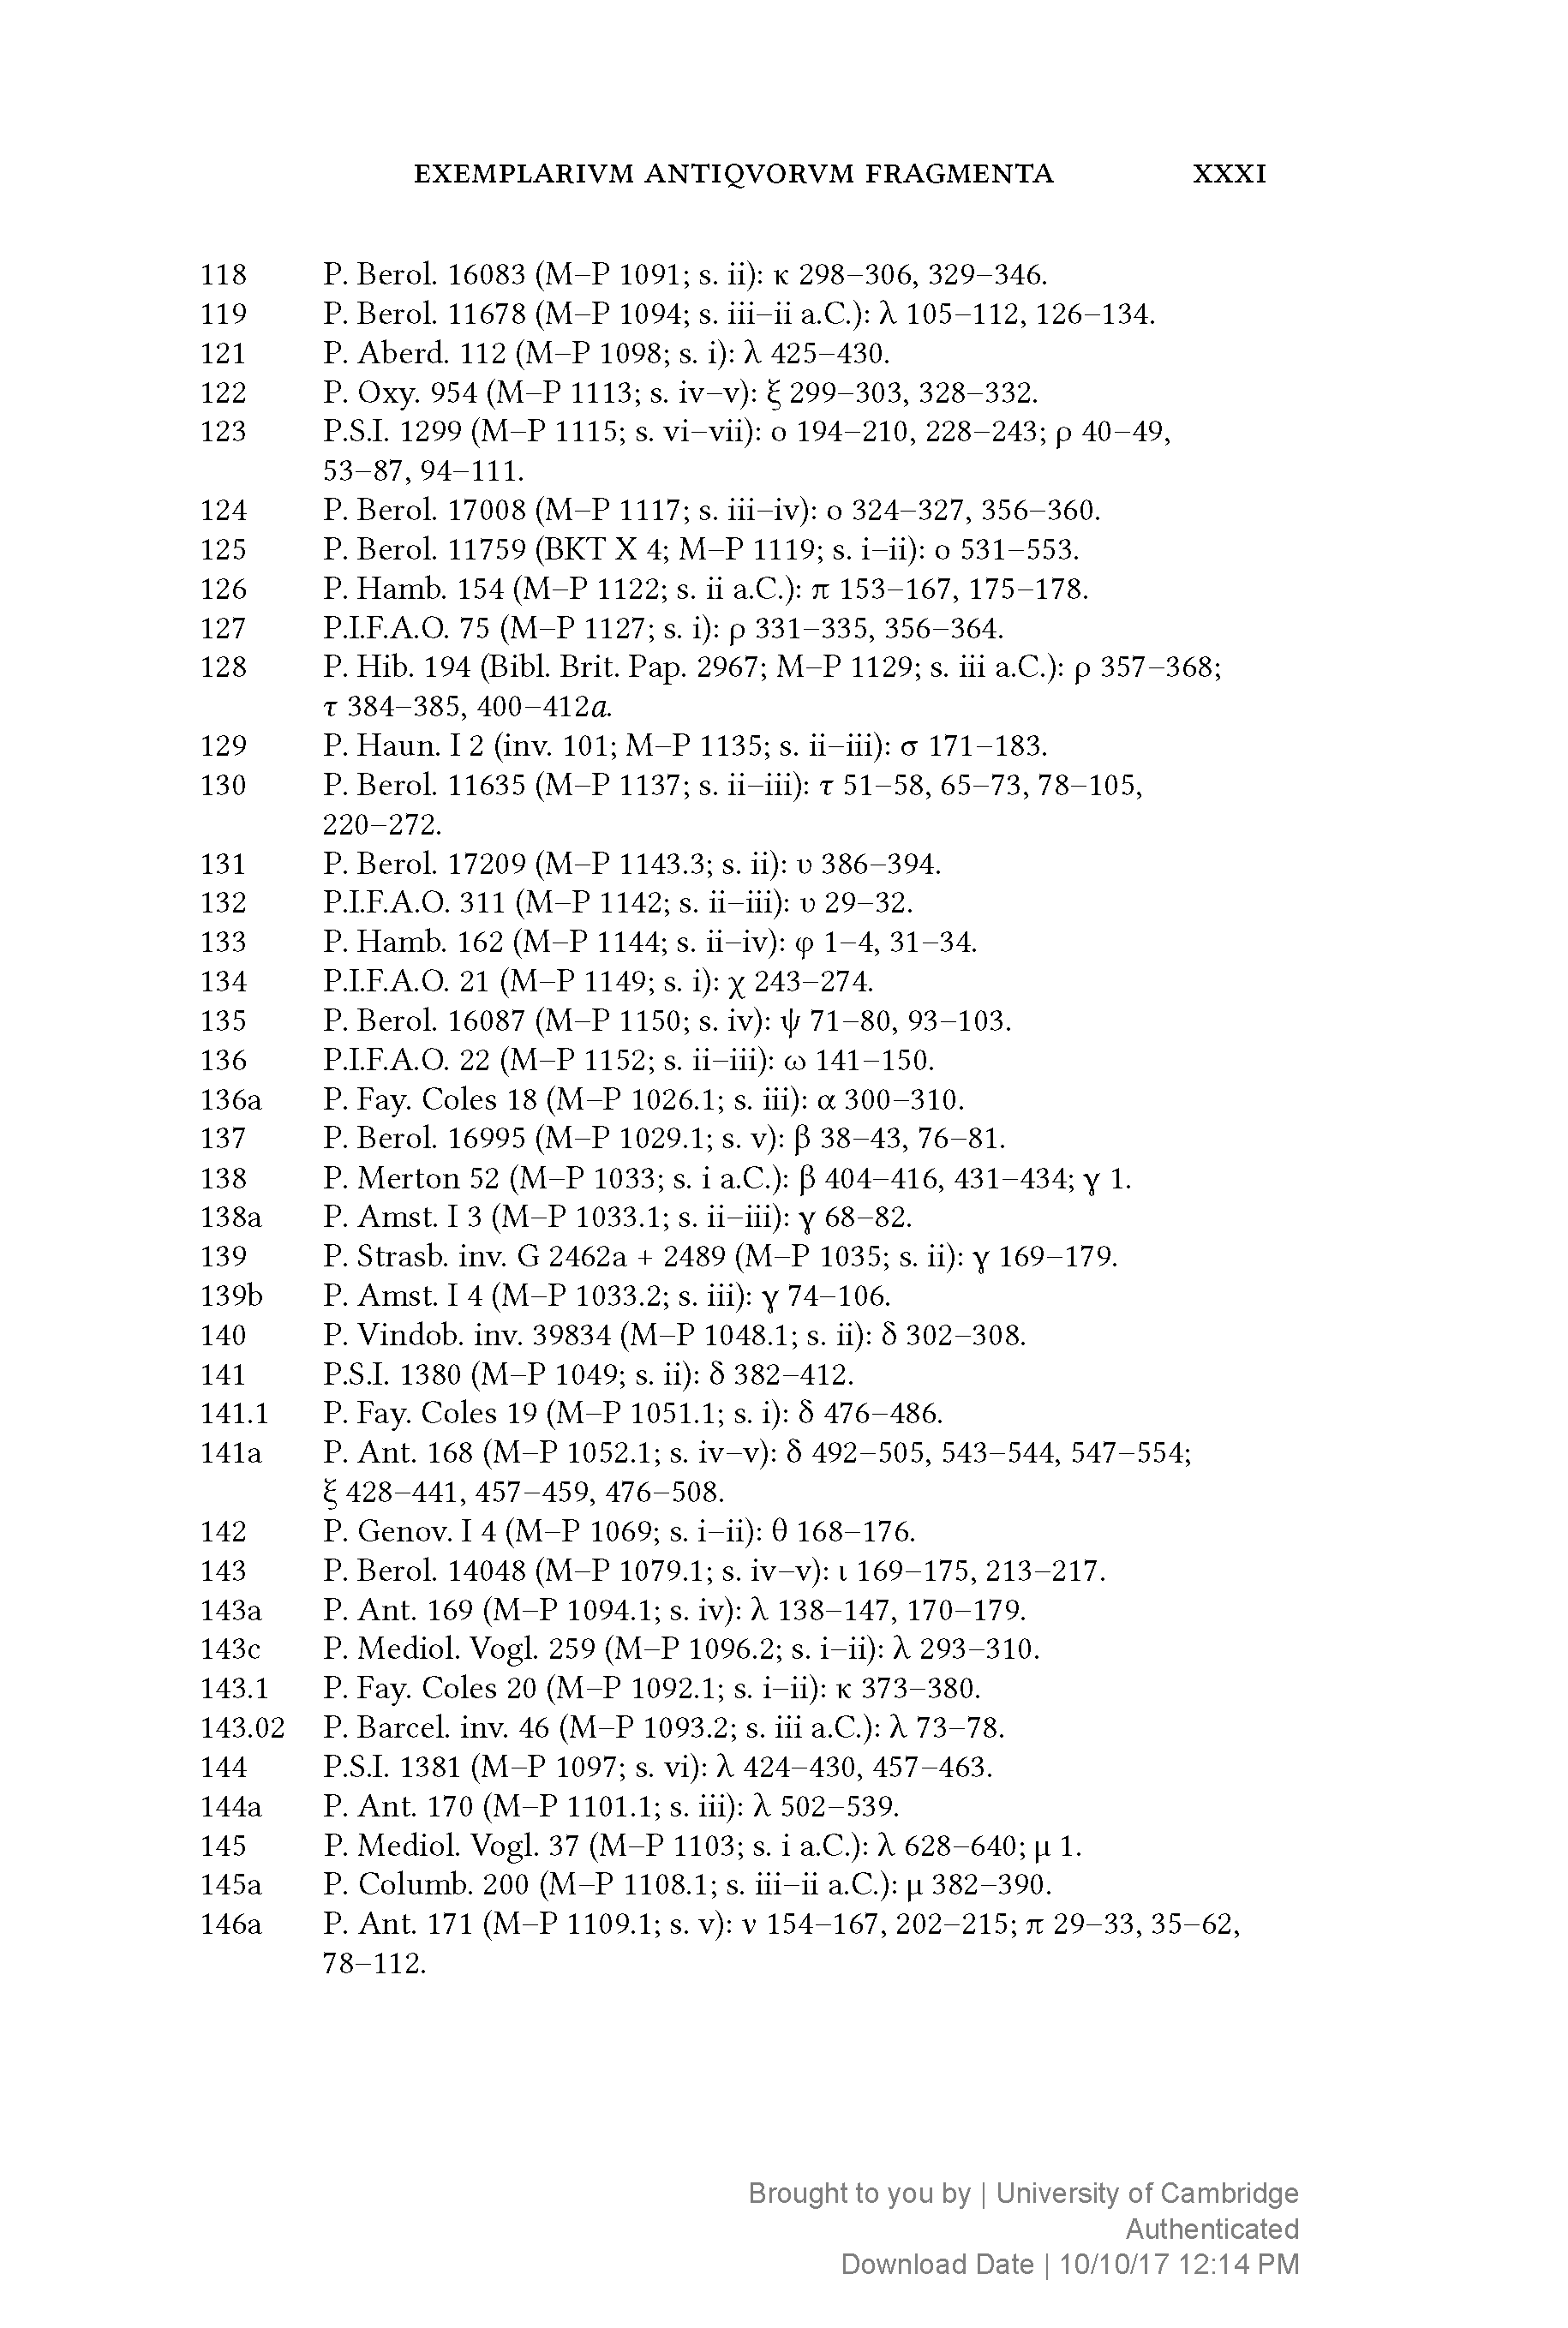 EXEMPLARIVM ANTIQVORVM FRAGMENTA XXXI
118 P. Berol. 16083 (M–P 1091; s. ii): κ 298–306, 329–346.
119 P. Berol. 11678 (M–P 1094; s. iii–ii a.C.): λ 105–112, 126–134.
121 P. Aberd. 112 (M–P 1098; s. i): λ 425–430.
122 P. Oxy. 954 (M–P 1113; s. iv–v): ξ 299–303, 328–332.
123 P.S.I. 1299 (M–P 1115; s. vi–vii): ο 194–210, 228–243; ρ 40–49,
53–87, 94–111.
124 P. Berol. 17008 (M–P 1117; s. iii–iv): ο 324–327, 356–360.
125 P. Berol. 11759 (BKT X 4; M–P 1119; s. i–ii): ο 531–553.
126 P. Hamb. 154 (M–P 1122; s. ii a.C.): π 153–167, 175–178.
127 P.I.F.A.O. 75 (M–P 1127; s. i): ρ 331–335, 356–364.
128 P. Hib. 194 (Bibl. Brit. Pap. 2967; M–P 1129; s. iii a.C.): ρ 357–368;
τ 384–385, 400–412a.
129 P. Haun. I 2 (inv. 101; M–P 1135; s. ii–iii): σ 171–183.
130 P. Berol. 11635 (M–P 1137; s. ii–iii): τ 51–58, 65–73, 78–105,
220–272.
131 P. Berol. 17209 (M–P 1143.3; s. ii): υ 386–394.
132 P.I.F.A.O. 311 (M–P 1142; s. ii–iii): υ 29–32.
133 P. Hamb. 162 (M–P 1144; s. ii–iv): φ 1–4, 31–34.
134 P.I.F.A.O. 21 (M–P 1149; s. i): χ 243–274.
135 P. Berol. 16087 (M–P 1150; s. iv): ψ 71–80, 93–103.
136 P.I.F.A.O. 22 (M–P 1152; s. ii–iii): ω 141–150.
136a P. Fay. Coles 18 (M–P 1026.1; s. iii): α 300–310.
137 P. Berol. 16995 (M–P 1029.1; s. v): β 38–43, 76–81.
138 P. Merton 52 (M–P 1033; s. i a.C.): β 404–416, 431–434; γ 1.
138a P. Amst. I 3 (M–P 1033.1; s. ii–iii): γ 68–82.
139 P. Strasb. inv. G 2462a + 2489 (M–P 1035; s. ii): γ 169–179.
139b P. Amst. I 4 (M–P 1033.2; s. iii): γ 74–106.
140 P. Vindob. inv. 39834 (M–P 1048.1; s. ii): δ 302–308.
141 P.S.I. 1380 (M–P 1049; s. ii): δ 382–412.
141.1 P. Fay. Coles 19 (M–P 1051.1; s. i): δ 476–486.
141a P. Ant. 168 (M–P 1052.1; s. iv–v): δ 492–505, 543–544, 547–554;
ξ 428–441, 457–459, 476–508.
142 P. Genov. I 4 (M–P 1069; s. i–ii): θ 168–176.
143 P. Berol. 14048 (M–P 1079.1; s. iv–v): ι 169–175, 213–217.
143a P. Ant. 169 (M–P 1094.1; s. iv): λ 138–147, 170–179.
143c P. Mediol. Vogl. 259 (M–P 1096.2; s. i–ii): λ 293–310.
143.1 P. Fay. Coles 20 (M–P 1092.1; s. i–ii): κ 373–380.
143.02 P. Barcel. inv. 46 (M–P 1093.2; s. iii a.C.): λ 73–78.
144 P.S.I. 1381 (M–P 1097; s. vi): λ 424–430, 457–463.
144a P. Ant. 170 (M–P 1101.1; s. iii): λ 502–539.
145 P. Mediol. Vogl. 37 (M–P 1103; s. i a.C.): λ 628–640; μ 1.
145a P. Columb. 200 (M–P 1108.1; s. iii–ii a.C.): μ 382–390.
146a P. Ant. 171 (M–P 1109.1; s. v): ν 154–167, 202–215; π 29–33, 35–62,
78–112.
Brought to you by | University of Cambridge
Authenticated
Download Date | 10/10/17 12:14 PM